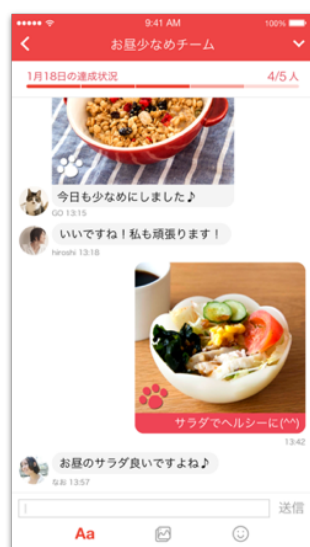 9:41 AM
100%
お昼少なめチーム
1月18日の達成状況
4/5 人
今日も少なめにしました♪
GO 13:15
いいですね！私も頑張ります！
hiroshi 13:18
サラダでヘルシーに(^^)
13:42
お昼のサラダ良いですよね♪
なお 13:57
送信
Aa